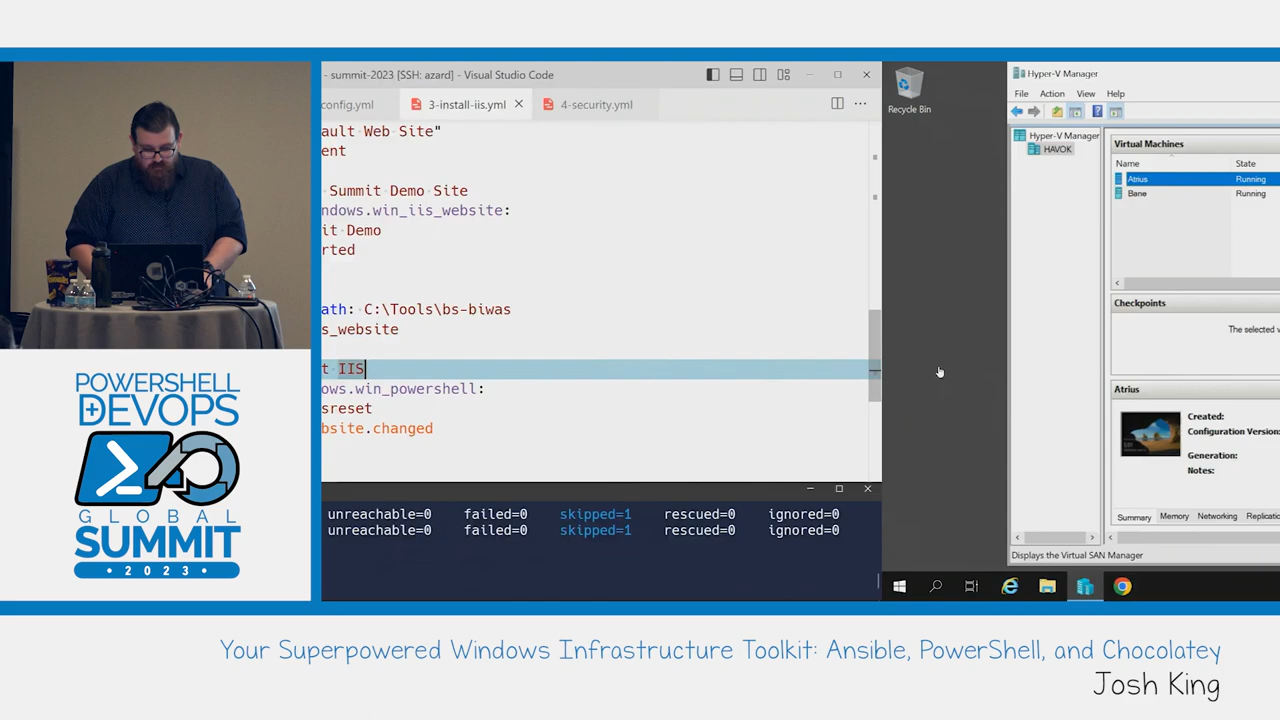 - summit-2023 [SSH: azard] - Visual Studio Code
config.yml
3-install-iis.yml
4-security.yml
ault Web Site"
ent
Summit Demo Site
ndows.win_iis_website:
it Demo
rted
ath: C:\Tools\bs-biwas
s_website
t IIS
ows.win_powershell:
sreset
bsite.changed
unreachable=0 failed=0 skipped=1 rescued=0 ignored=0
unreachable=0 failed=0 skipped=1 rescued=0 ignored=0
Recycle Bin
Hyper-V Manager
File Action View Help
Hyper-V Manager
HAVOK
Virtual Machines
Name State
Atrius Running
Bane Running
Checkpoints
The selected v
Atrius
Created:
Configuration Version:
Generation:
Notes:
Summary Memory Networking Replicati
Displays the Virtual SAN Manager
POWERSHELL
+DEVOPS
GLOBAL
SUMMIT
• 2023 •
Your Superpowered Windows Infrastructure Toolkit: Ansible, PowerShell, and Chocolatey
Josh King